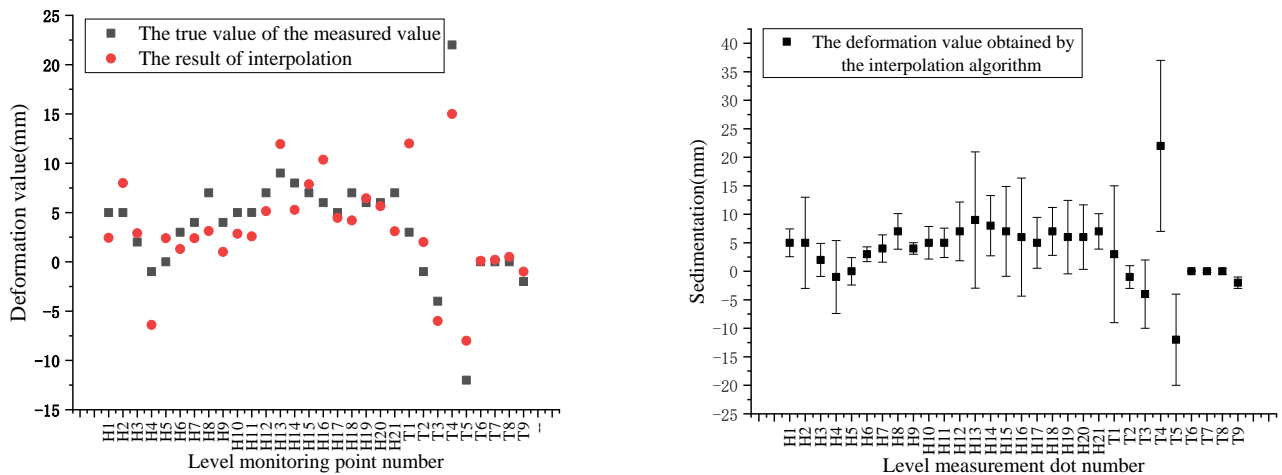 The true value of the measured value
The result of interpolation
25
20
15
10
5
0
-5
-10
-15
Deformation value(mm)
H1 H2 H3 H4 H5 H6 H7 H8 H9 H10 H11 H12 H13 H14 H15 H16 H17 H18 H19 H20 H21 T1 T2 T3 T4 T5 T6 T7 T8 T9 --
Level monitoring point number
The deformation value obtained by
the interpolation algorithm
40
35
30
25
20
15
10
5
0
-5
-10
-15
-20
-25
Sedimentation(mm)
H1 H2 H3 H4 H5 H6 H7 H8 H9 H10 H11 H12 H13 H14 H15 H16 H17 H18 H19 H20 H21 T1 T2 T3 T4 T5 T6 T7 T8 T9
Level measurement dot number